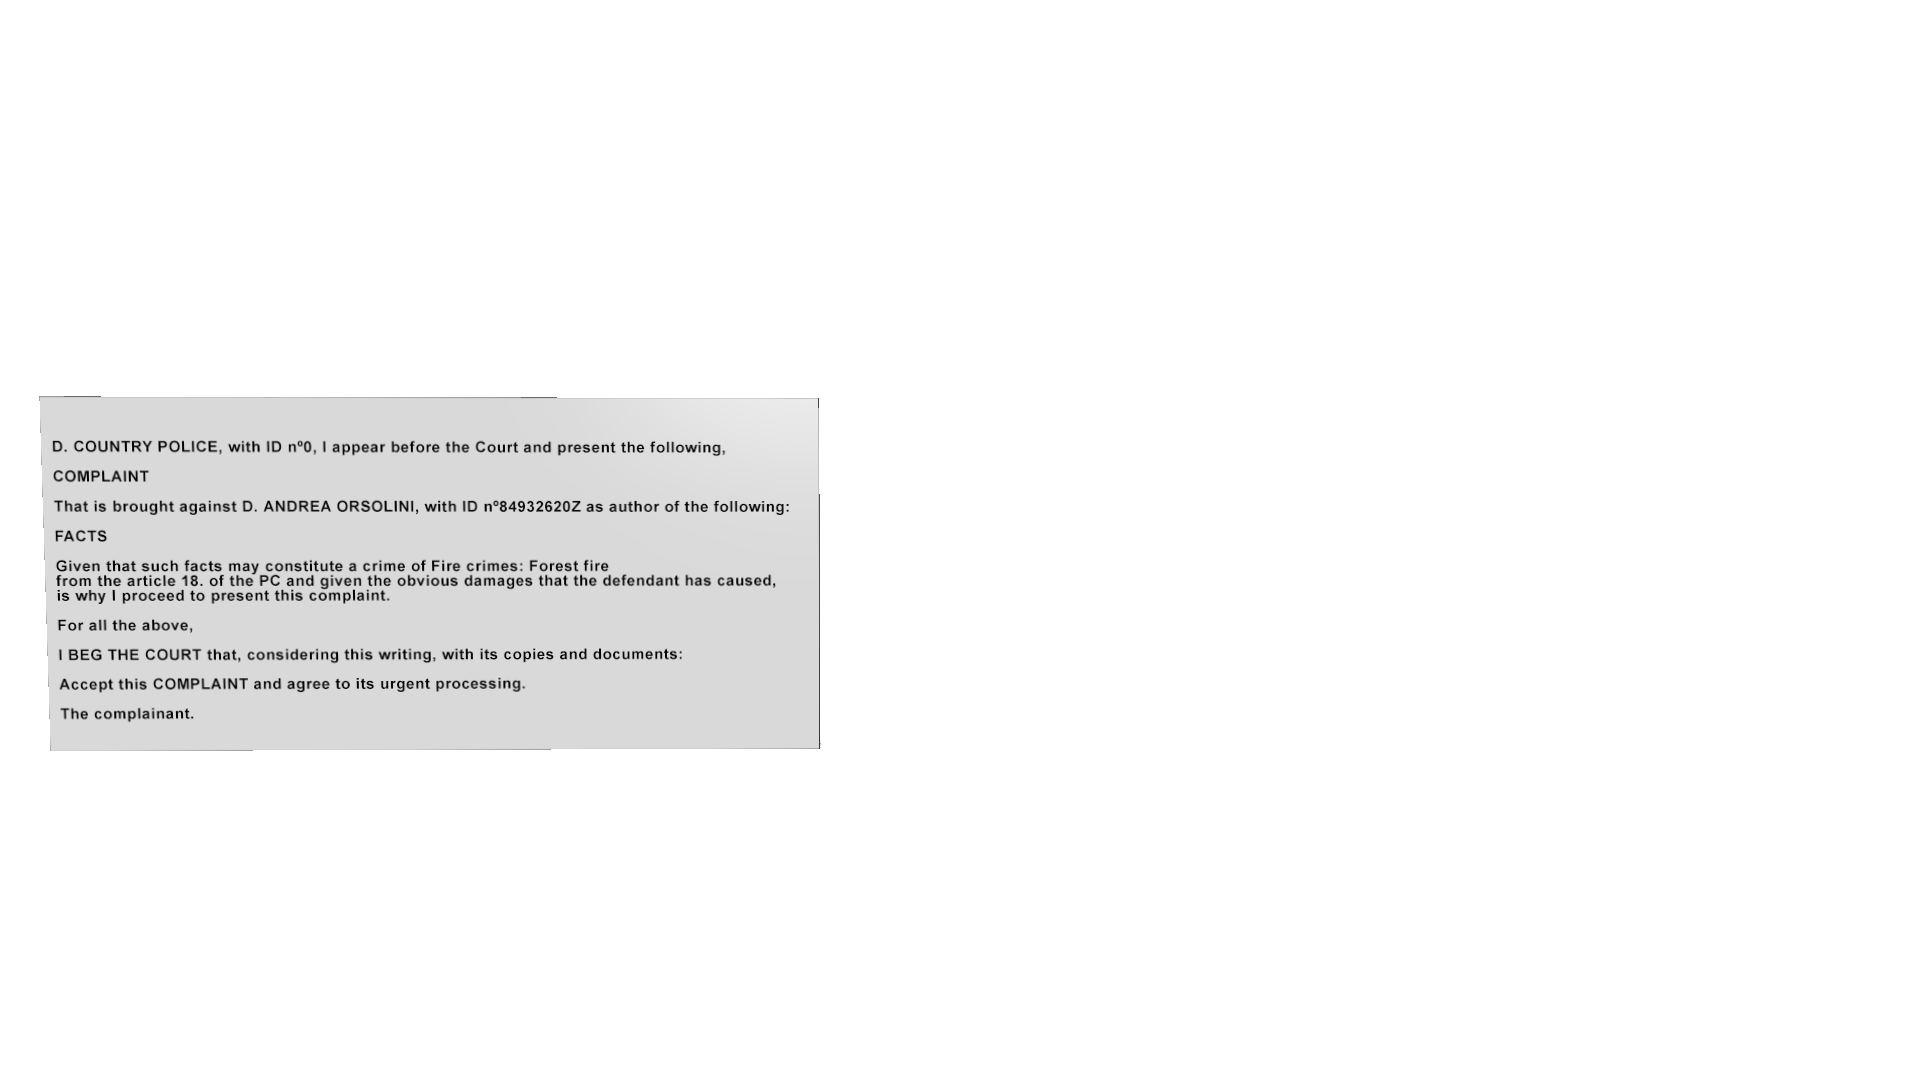 D. COUNTRY POLICE, with ID nº0, I appear before the Court and present the following,
COMPLAINT
That is brought against D. ANDREA ORSOLINI, with ID nº84932620Z as author of the following:
FACTS
Given that such facts may constitute a crime of Fire crimes: Forest fire
from the article 18. of the PC and given the obvious damages that the defendant has caused,
is why I proceed to present this complaint.
For all the above,
I BEG THE COURT that, considering this writing, with its copies and documents:
Accept this COMPLAINT and agree to its urgent processing.
The complainant.